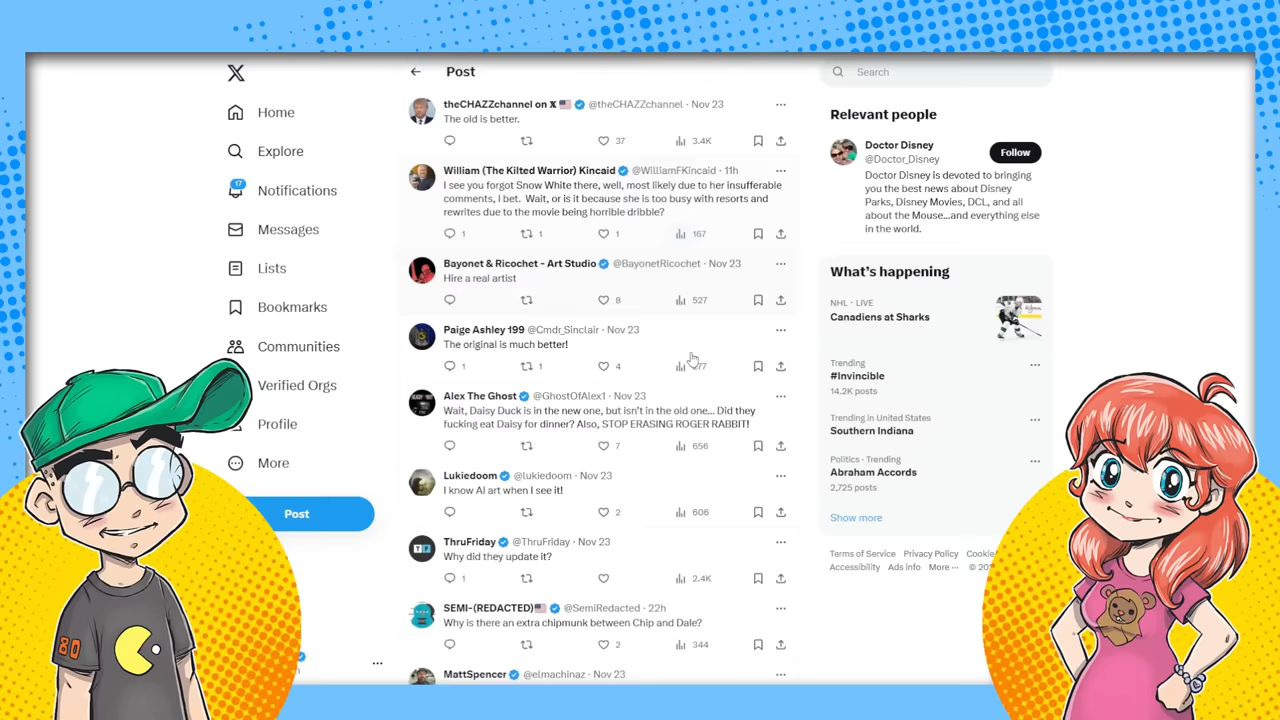 Post
Search
Home
Explore
17
Notifications
Messages
Lists
Bookmarks
Communities
Verified Orgs
Profile
More
Post
theCHAZZchannel on X @theCHAZZchannel · Nov 23
The old is better.
37
3.4K
William (The Kilted Warrior) Kincaid @WilliamFKincaid · 11h
I see you forgot Snow White there, well, most likely due to her insufferable
comments, I bet. Wait, or is it because she is too busy with resorts and
rewrites due to the movie being horrible dribble?
1 1 1 167
Bayonet & Ricochet - Art Studio @BayonetRicochet · Nov 23
Hire a real artist
8 527
Paige Ashley 199 @Cmdr_Sinclair · Nov 23
The original is much better!
1 1 4
Alex The Ghost @GhostOfAlex1 · Nov 23
Wait, Daisy Duck is in the new one, but isn't in the old one... Did they
fucking eat Daisy for dinner? Also, STOP ERASING ROGER RABBIT!
7 656
Lukiedoom @lukiedoom · Nov 23
I know AI art when I see it!
2 606
ThruFriday @ThruFriday · Nov 23
Why did they update it?
1 2.4K
SEMI-(REDACTED) @SemiRedacted · 22h
Why is there an extra chipmunk between Chip and Dale?
2 344
MattSpencer @elmachinaz · Nov 23
Relevant people
Doctor Disney
@Doctor_Disney
Follow
Doctor Disney is devoted to bringing
you the best news about Disney
Parks, Disney Movies, DCL, and all
about the Mouse...and everything else
in the world.
What's happening
NHL · LIVE
Canadiens at Sharks
Trending
#Invincible
14.2K posts
Trending in United States
Southern Indiana
Politics · Trending
Abraham Accords
2,725 posts
Show more
Terms of Service Privacy Policy
Accessibility Ads info More ···
80